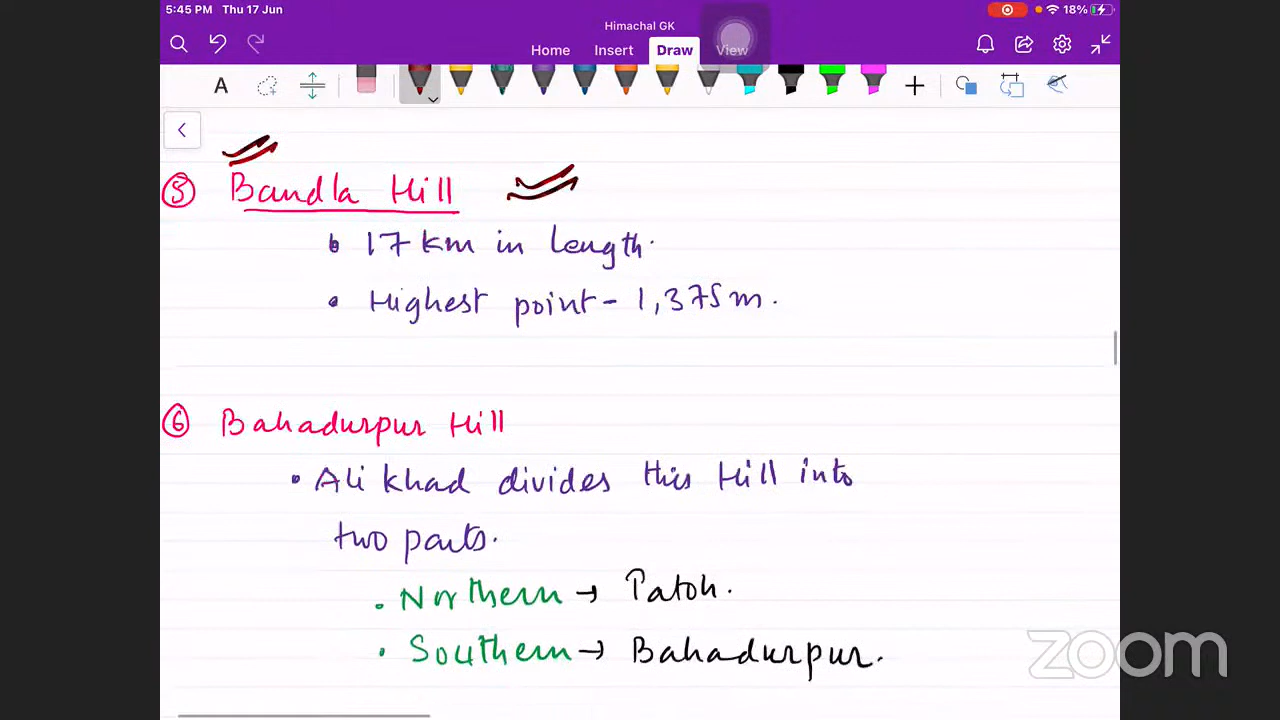 5:45 PM Thu 17 Jun
18%
Himachal GK
Home Insert Draw View
A
⑤ Bandla Hill
• 17 km in length.
• Highest point - 1,375m.
⑥ Bahadurpur Hill
• Ali khad divides this Hill into
two parts.
• Northern → Patoh.
• Southern → Bahadurpur.
zoom